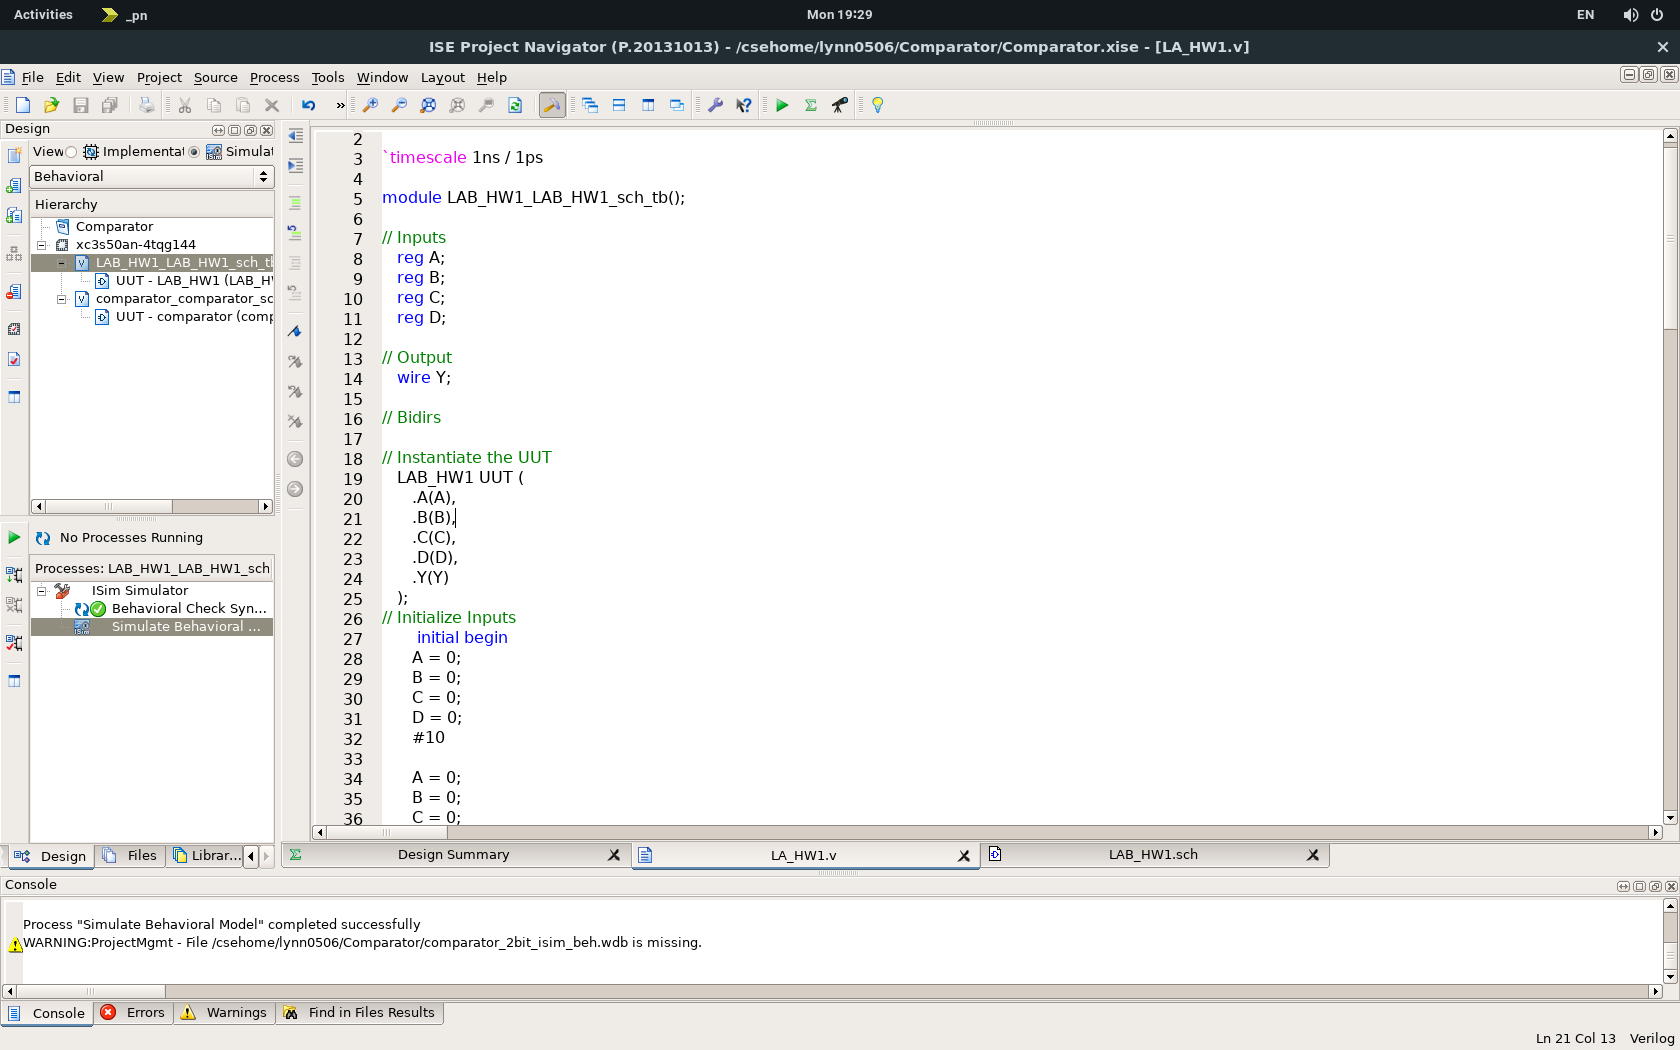 Activities
_pn
Mon 19:29
EN
ISE Project Navigator (P.20131013) - /csehome/lynn0506/Comparator/Comparator.xise - [LA_HW1.v]
File Edit View Project Source Process Tools Window Layout Help
»
Design
View: Implementat Simulat
Behavioral
Hierarchy
Comparator
xc3s50an-4tqg144
LAB_HW1_LAB_HW1_sch_tb
UUT - LAB_HW1 (LAB_HW
comparator_comparator_sc
UUT - comparator (comp
No Processes Running
Processes: LAB_HW1_LAB_HW1_sch
ISim Simulator
Behavioral Check Syn...
Simulate Behavioral ...
Design Files Librar...
2
3 `timescale 1ns / 1ps
4
5 module LAB_HW1_LAB_HW1_sch_tb();
6
7 // Inputs
8 reg A;
9 reg B;
10 reg C;
11 reg D;
12
13 // Output
14 wire Y;
15
16 // Bidirs
17
18 // Instantiate the UUT
19 LAB_HW1 UUT (
20 .A(A),
21 .B(B),
22 .C(C),
23 .D(D),
24 .Y(Y)
25 );
26 // Initialize Inputs
27 initial begin
28 A = 0;
29 B = 0;
30 C = 0;
31 D = 0;
32 #10
33
34 A = 0;
35 B = 0;
36 C = 0;
Design Summary LA_HW1.v LAB_HW1.sch
Console
Process "Simulate Behavioral Model" completed successfully
WARNING:ProjectMgmt - File /csehome/lynn0506/Comparator/comparator_2bit_isim_beh.wdb is missing.
Console Errors Warnings Find in Files Results
Ln 21 Col 13 Verilog